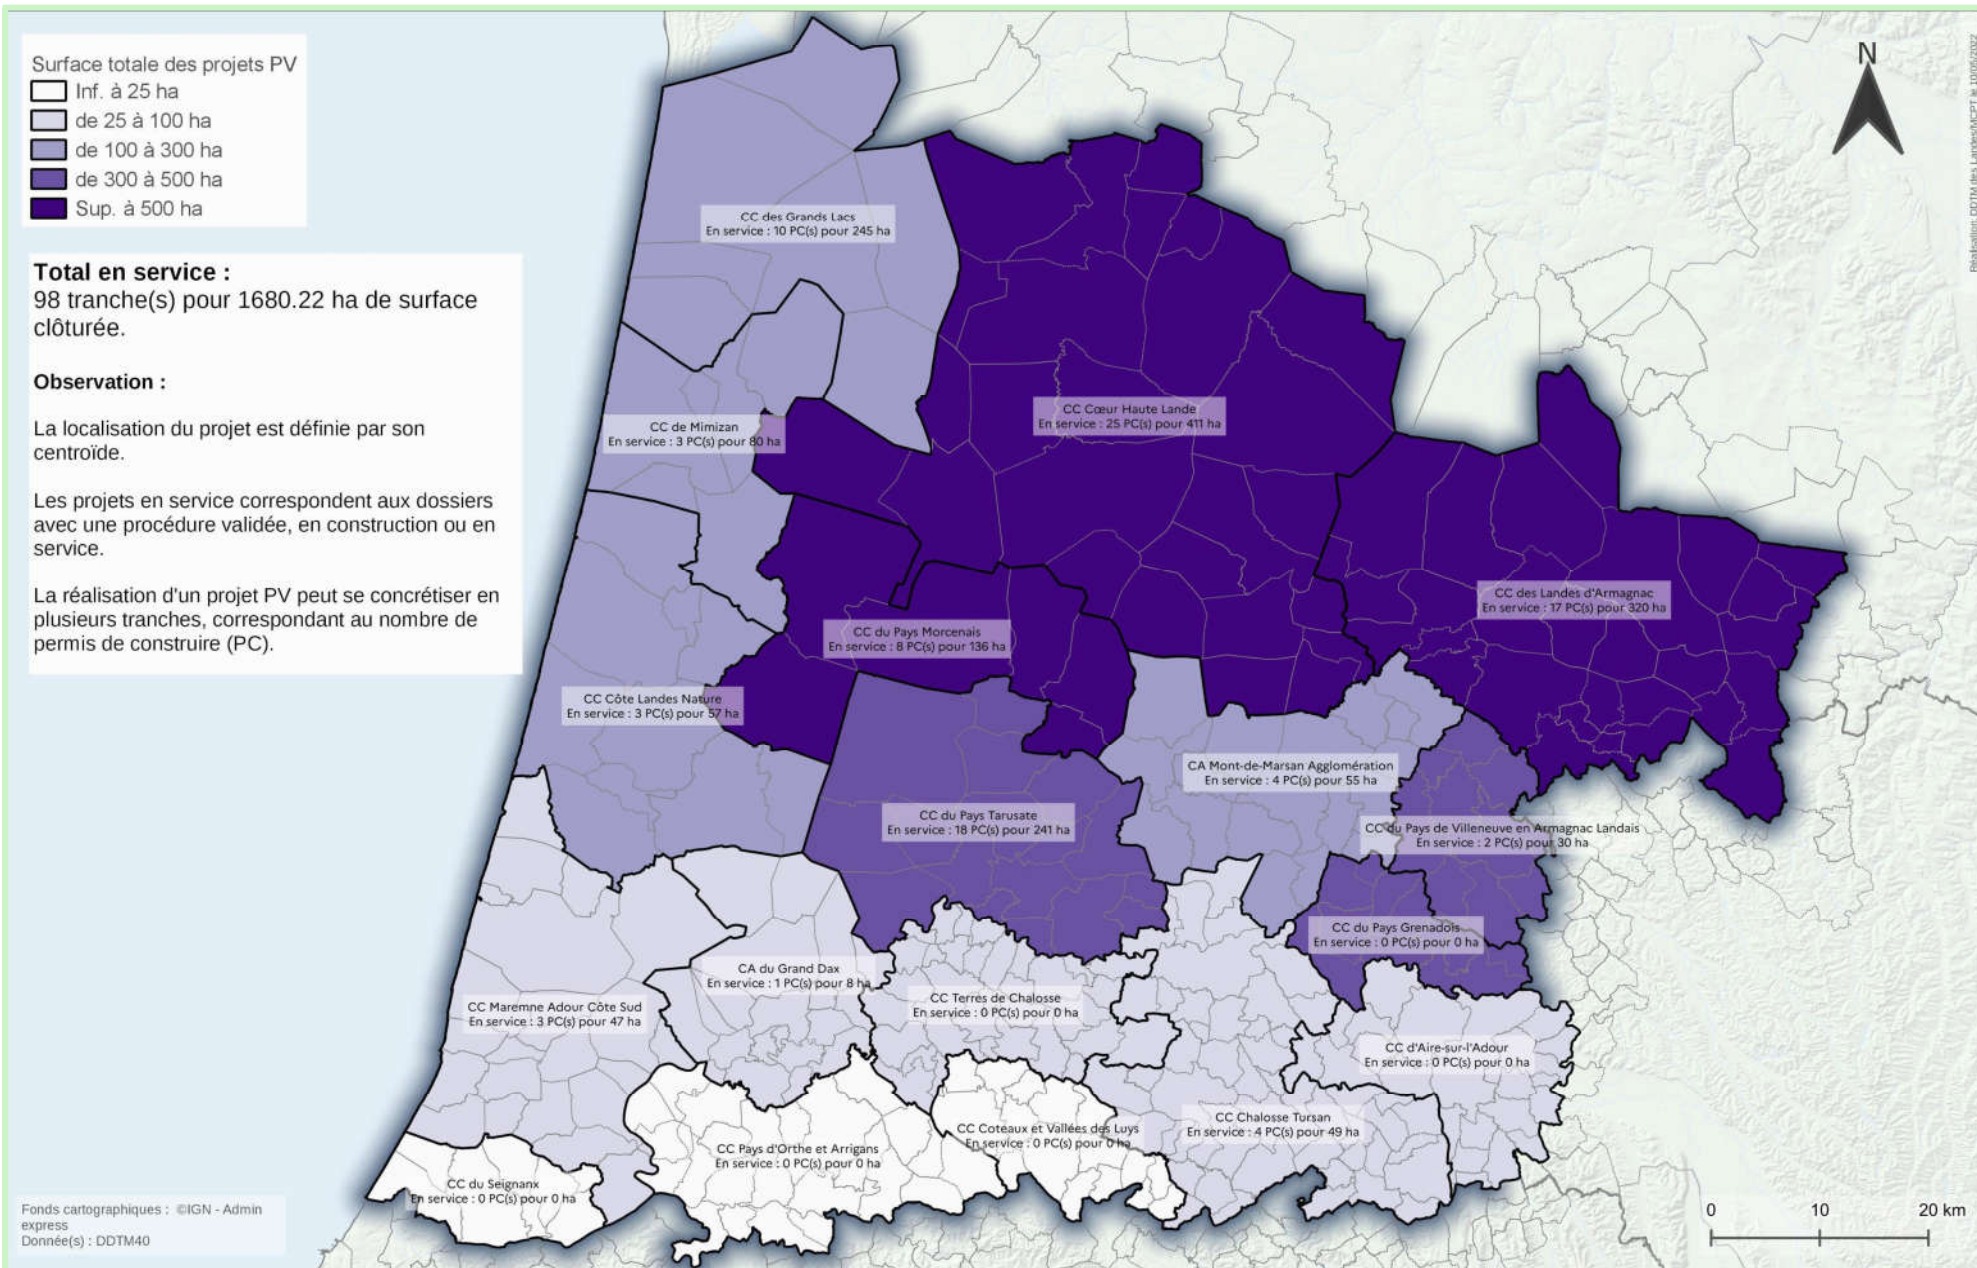 Surface totale des projets PV
Inf. à 25 ha
de 25 à 100 ha
de 100 à 300 ha
de 300 à 500 ha
Sup. à 500 ha
Total en service :
98 tranche(s) pour 1680.22 ha de surface
clôturée.
Observation :
La localisation du projet est définie par son
centroïde.
Les projets en service correspondent aux dossiers
avec une procédure validée, en construction ou en
service.
La réalisation d'un projet PV peut se concrétiser en
plusieurs tranches, correspondant au nombre de
permis de construire (PC).
N
Réalisation: DDTM des Landes/MCPT le 10/05/2022
CC des Grands Lacs
En service : 10 PC(s) pour 245 ha
CC de Mimizan
En service : 3 PC(s) pour 80 ha
CC Cœur Haute Lande
En service : 25 PC(s) pour 411 ha
CC des Landes d'Armagnac
En service : 17 PC(s) pour 320 ha
CC du Pays Morcenais
En service : 8 PC(s) pour 136 ha
CC Côte Landes Nature
En service : 3 PC(s) pour 57 ha
CA Mont-de-Marsan Agglomération
En service : 4 PC(s) pour 55 ha
CC du Pays Tarusate
En service : 18 PC(s) pour 241 ha
CC du Pays de Villeneuve en Armagnac Landais
En service : 2 PC(s) pour 30 ha
CC du Pays Grenadois
En service : 0 PC(s) pour 0 ha
CA du Grand Dax
En service : 1 PC(s) pour 8 ha
CC Terres de Chalosse
En service : 0 PC(s) pour 0 ha
CC Maremne Adour Côte Sud
En service : 3 PC(s) pour 47 ha
CC d'Aire-sur-l'Adour
En service : 0 PC(s) pour 0 ha
CC Chalosse Tursan
En service : 4 PC(s) pour 49 ha
CC Coteaux et Vallées des Luys
En service : 0 PC(s) pour 0 ha
CC Pays d'Orthe et Arrigans
En service : 0 PC(s) pour 0 ha
CC du Seignanx
En service : 0 PC(s) pour 0 ha
Fonds cartographiques : ©IGN - Admin
express
Donnée(s) : DDTM40
0 10 20 km